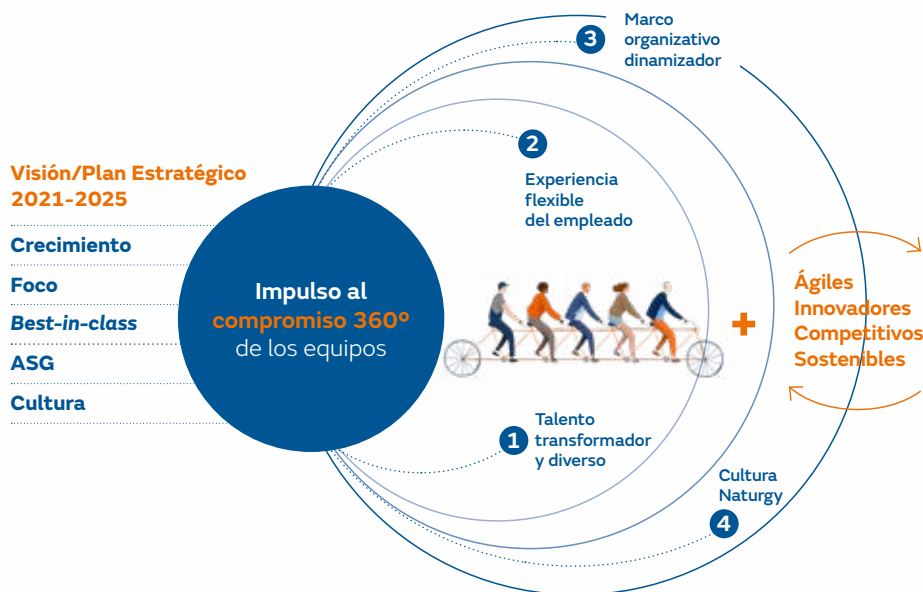 Visión/Plan Estratégico
2021-2025
Crecimiento
Foco
Best-in-class
ASG
Cultura
Impulso al
compromiso 360º
de los equipos
3
Marco
organizativo
dinamizador
2
Experiencia
flexible
del empleado
+
Ágiles
Innovadores
Competitivos
Sostenibles
1
Talento
transformador
y diverso
Cultura
Naturgy
4